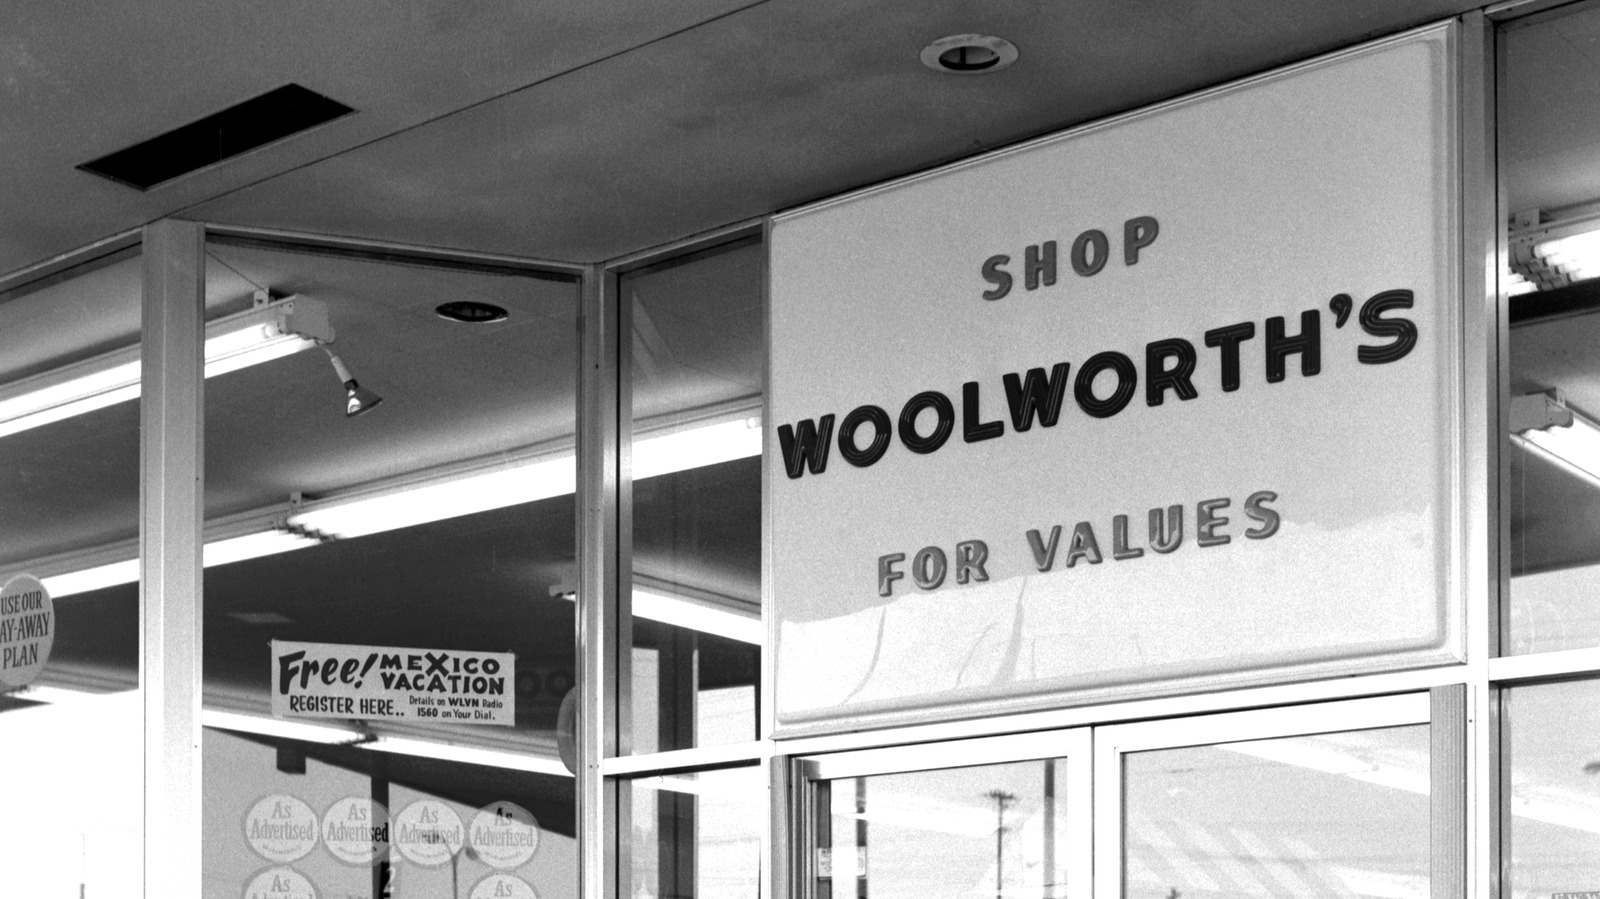 SHOP
WOOLWORTH'S
FOR VALUES
USE OUR
AY-AWAY
PLAN
Free! MEXICO
VACATION
REGISTER HERE.. Details on WLVN Radio
1560 on Your Dial.
As
Advertised
As
Advertised
As
Advertised
As
Advertised
2
As
As